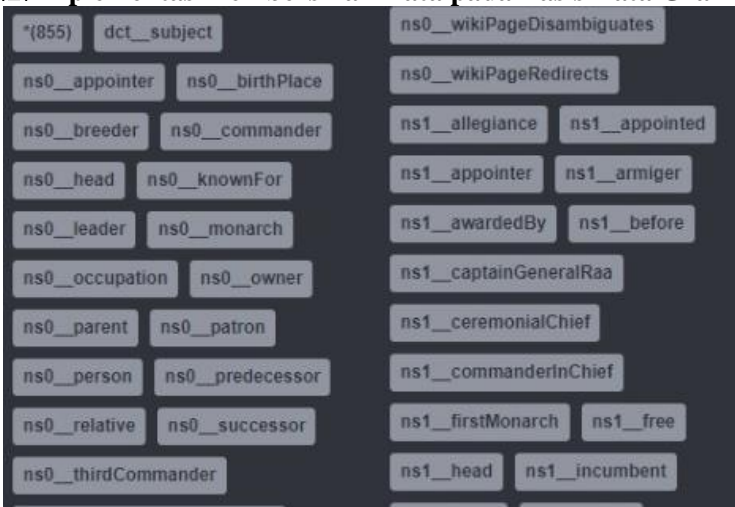 *(855) dct__subject
ns0__appointer ns0__birthPlace
ns0__breeder ns0__commander
ns0__head ns0__knownFor
ns0__leader ns0__monarch
ns0__occupation ns0__owner
ns0__parent ns0__patron
ns0__person ns0__predecessor
ns0__relative ns0__successor
ns0__thirdCommander
ns0__wikiPageDisambiguates
ns0__wikiPageRedirects
ns1__allegiance ns1__appointed
ns1__appointer ns1__armiger
ns1__awardedBy ns1__before
ns1__captainGeneralRaa
ns1__ceremonialChief
ns1__commanderInChief
ns1__firstMonarch ns1__free
ns1__head ns1__incumbent